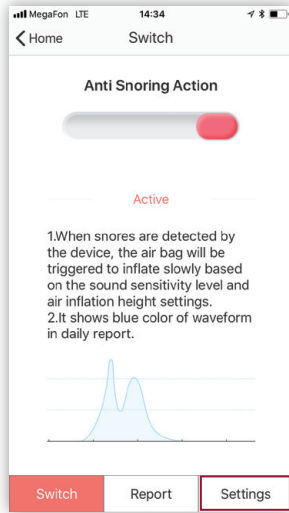 MegaFon LTE 14:34
Home Switch
Anti Snoring Action
Active
1.When snores are detected by
the device, the air bag will be
triggered to inflate slowly based
on the sound sensitivity level and
air inflation height settings.
2.It shows blue color of waveform
in daily report.
Switch Report Settings